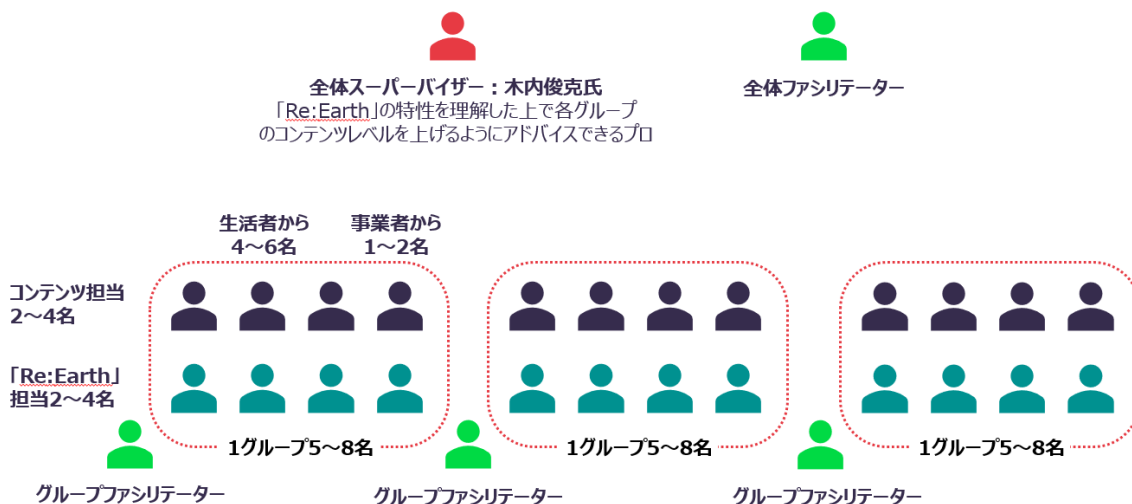 全体スーパーバイザー：木内俊克氏
「Re:Earth」の特性を理解した上で各グループ
のコンテンツレベルを上げるようにアドバイスできるプロ
全体ファシリテーター
生活者から
4～6名
事業者から
1～2名
コンテンツ担当
2～4名
「Re:Earth」
担当2～4名
1グループ5～8名
1グループ5～8名
1グループ5～8名
グループファシリテーター
グループファシリテーター
グループファシリテーター